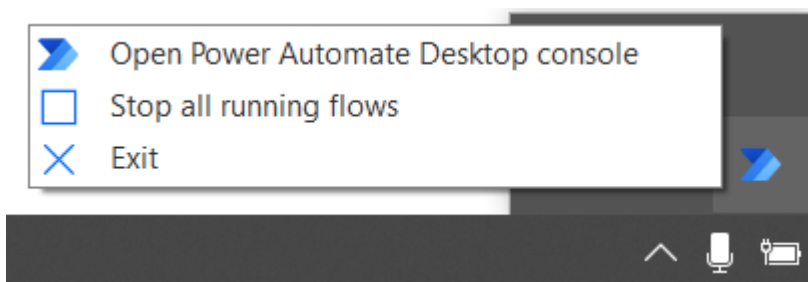 Open Power Automate Desktop console
Stop all running flows
Exit